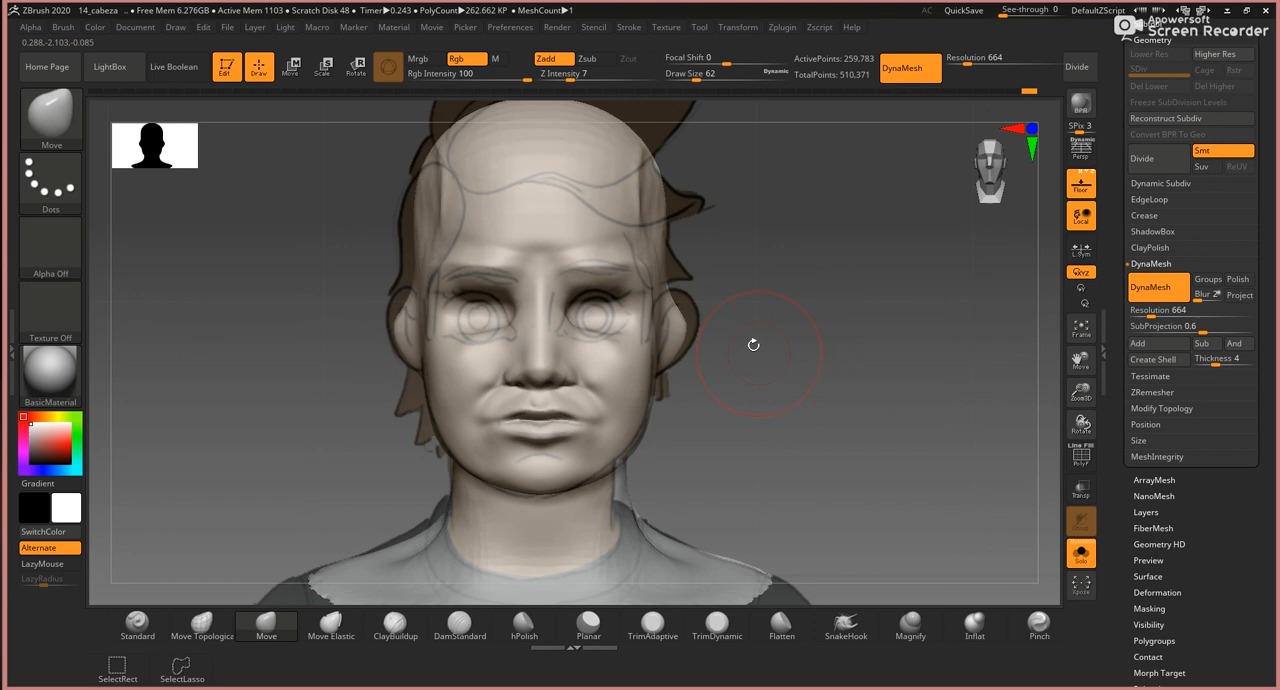 ZBrush 2020 14_cabeza .. ● Free Mem 6.276GB ● Active Mem 1103 ● Scratch Disk 48 ● Timer▶0.243 ● PolyCount▶262.662 KP ● MeshCount▶1 AC QuickSave See-through 0 DefaultZScript
Alpha Brush Color Document Draw Edit File Layer Light Macro Marker Material Movie Picker Preferences Render Stencil Stroke Texture Tool Transform Zplugin Zscript Help
Apowersoft
Screen Recorder
0.288,-2.103,-0.085
Home Page LightBox Live Boolean Edit Draw Move Scale Rotate
Mrgb Rgb M
Rgb Intensity 100
Zadd Zsub Zcut
Z Intensity 7
Focal Shift 0
Draw Size 62 Dynamic
ActivePoints: 259,783
TotalPoints: 510,371
DynaMesh
Resolution 664
Divide
Move
Dots
Alpha Off
Texture Off
BasicMaterial
Gradient
SwitchColor
Alternate
LazyMouse
LazyRadius
BPR
SPix 3
Dynamic
Persp
Floor
Local
L.Sym
XYZ
Frame
Move
Zoom3D
Rotate
Line Fill
PolyF
Transp
Solo
Xpose
Geometry
Lower Res Higher Res
SDiv Cage Rstr
Del Lower Del Higher
Freeze SubDivision Levels
Reconstruct Subdiv
Convert BPR To Geo
Divide Smt
Suv ReUV
Dynamic Subdiv
EdgeLoop
Crease
ShadowBox
ClayPolish
DynaMesh
DynaMesh Groups Polish
Blur 2 Project
Resolution 664
SubProjection 0.6
Add Sub And
Create Shell Thickness 4
Tessimate
ZRemesher
Modify Topology
Position
Size
MeshIntegrity
ArrayMesh
NanoMesh
Layers
FiberMesh
Geometry HD
Preview
Surface
Deformation
Masking
Visibility
Polygroups
Contact
Morph Target
Standard Move Topologica Move Move Elastic ClayBuildup DamStandard hPolish Planar TrimAdaptive TrimDynamic Flatten SnakeHook Magnify Inflat Pinch
SelectRect SelectLasso